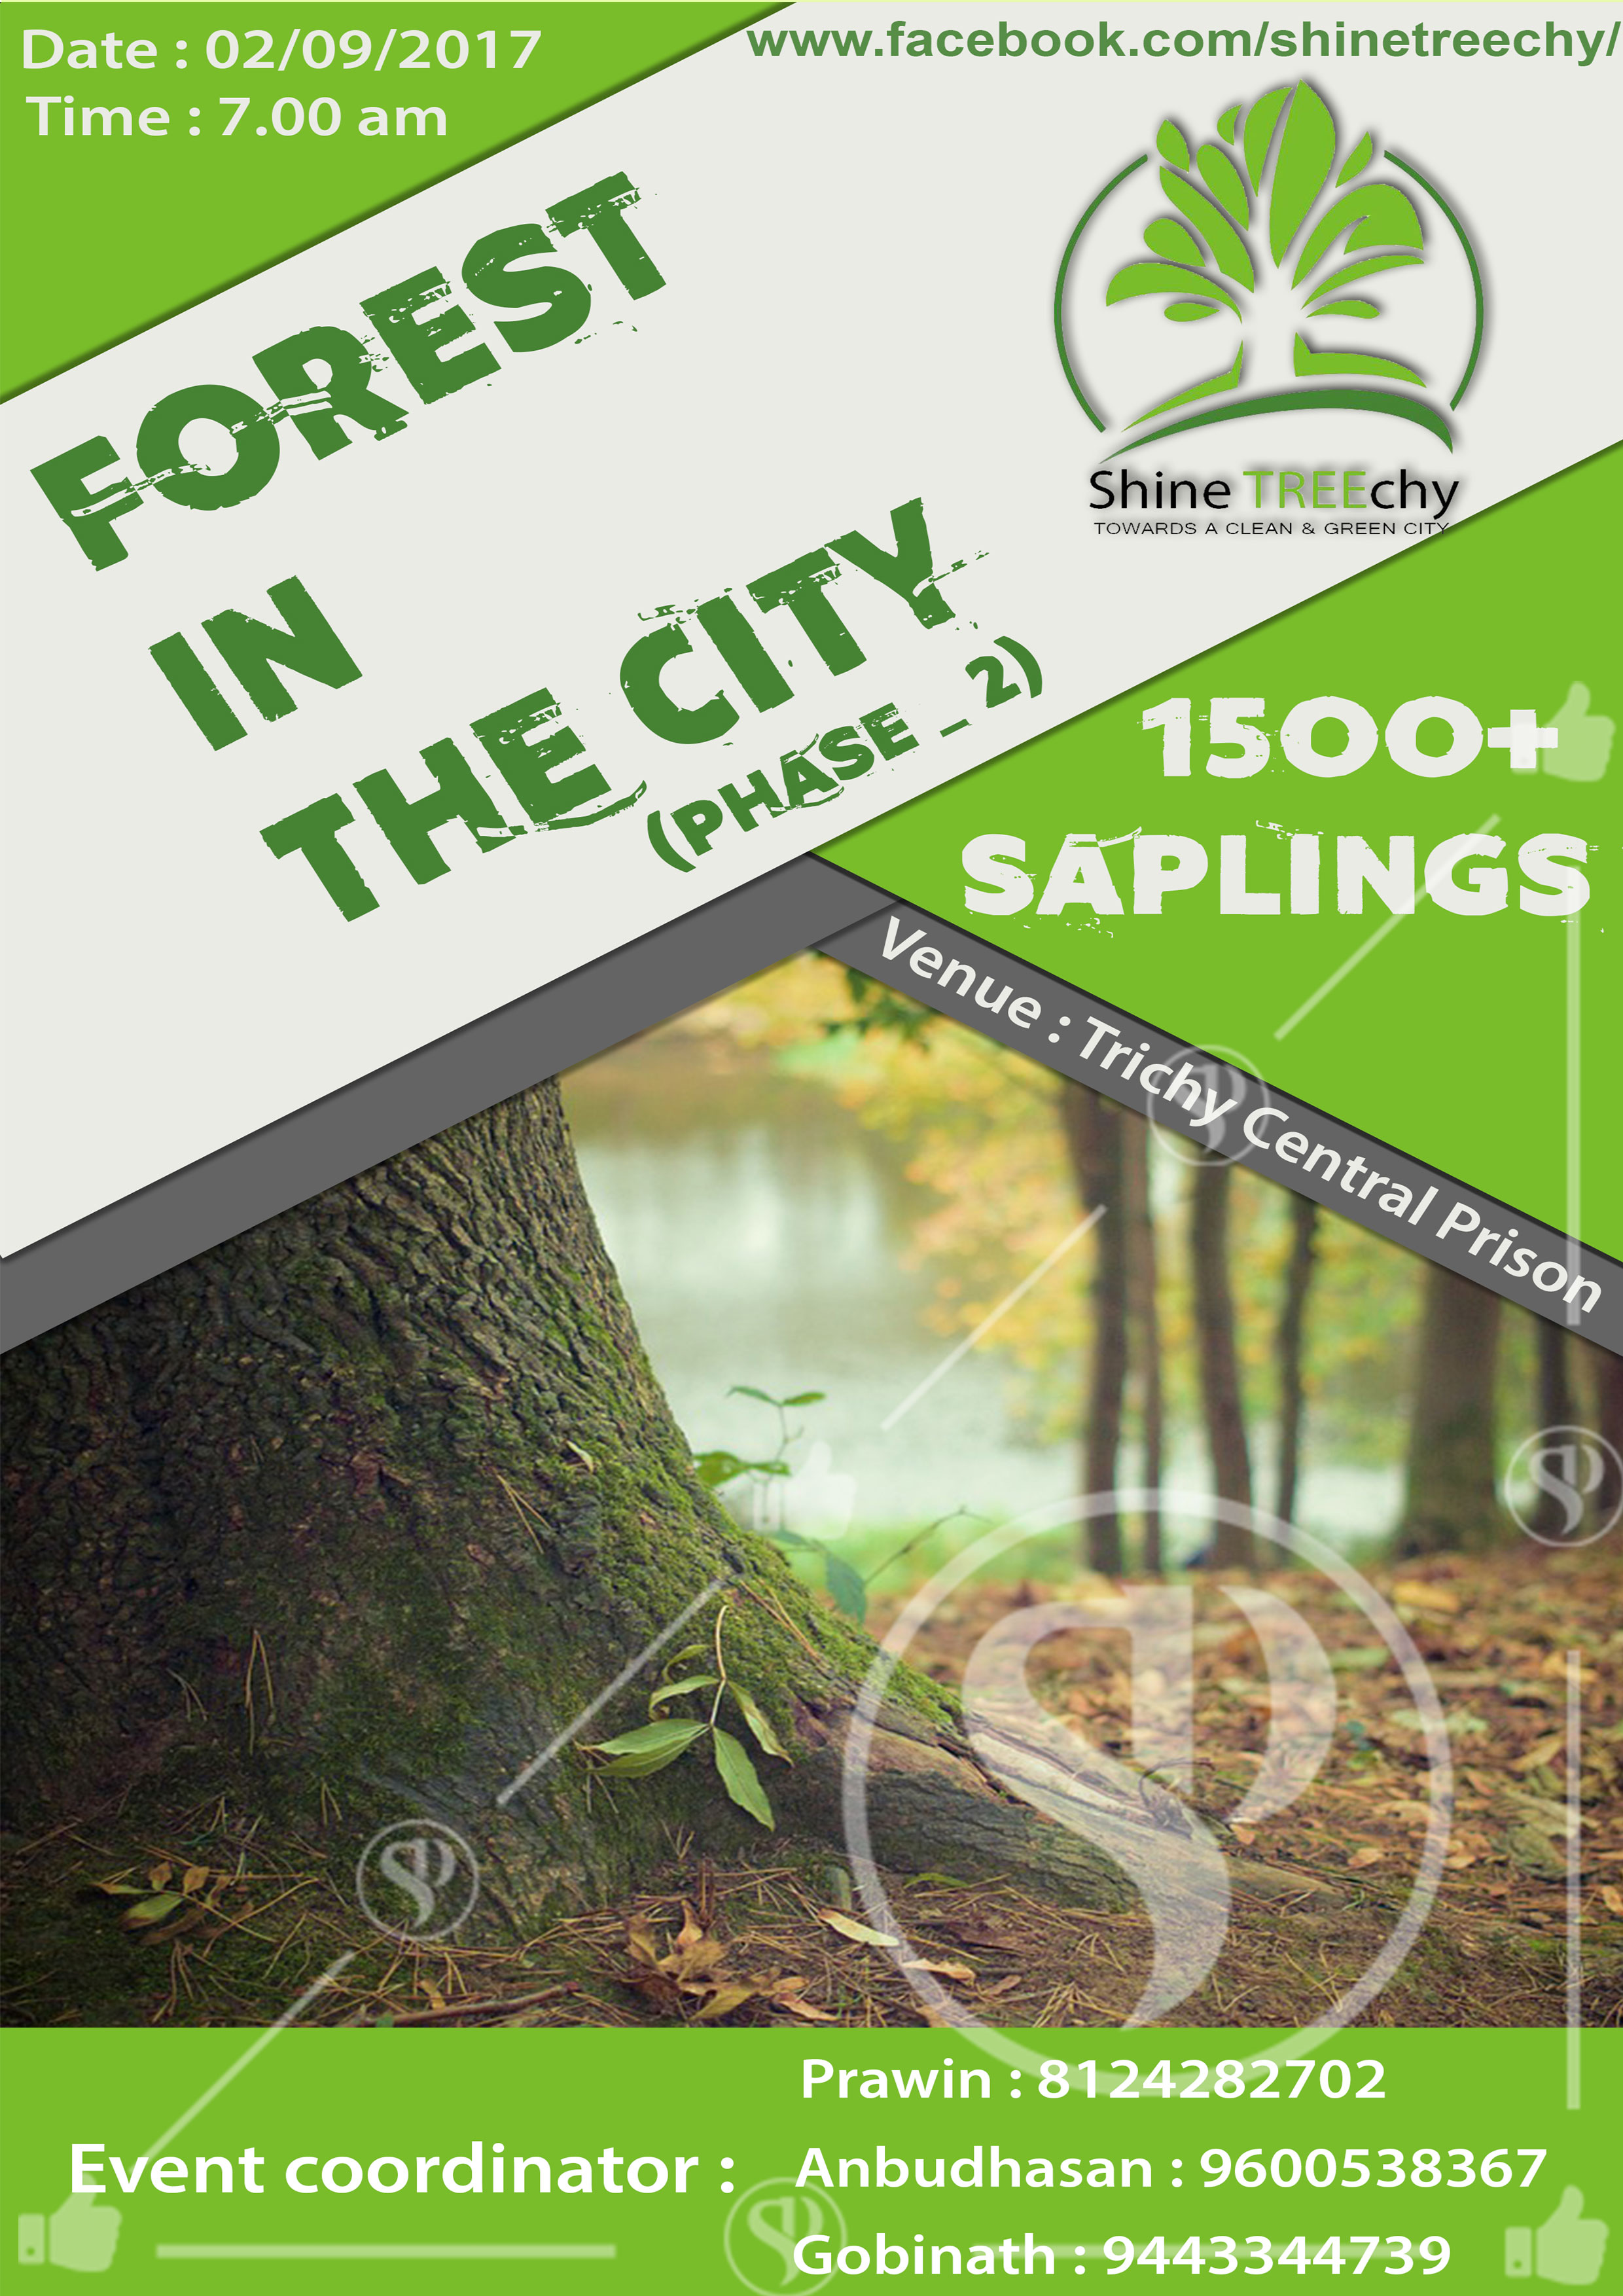 Date : 02/09/2017
Time : 7.00 am
www.facebook.com/shinetreechy/
Shine TREEchy
TOWARDS A CLEAN & GREEN CITY
FOREST
IN
THE CITY
(PHASE _ 2)
1500+
SAPLINGS
Venue : Trichy Central Prison
Event coordinator :
Prawin : 8124282702
Anbudhasan : 9600538367
Gobinath : 9443344739